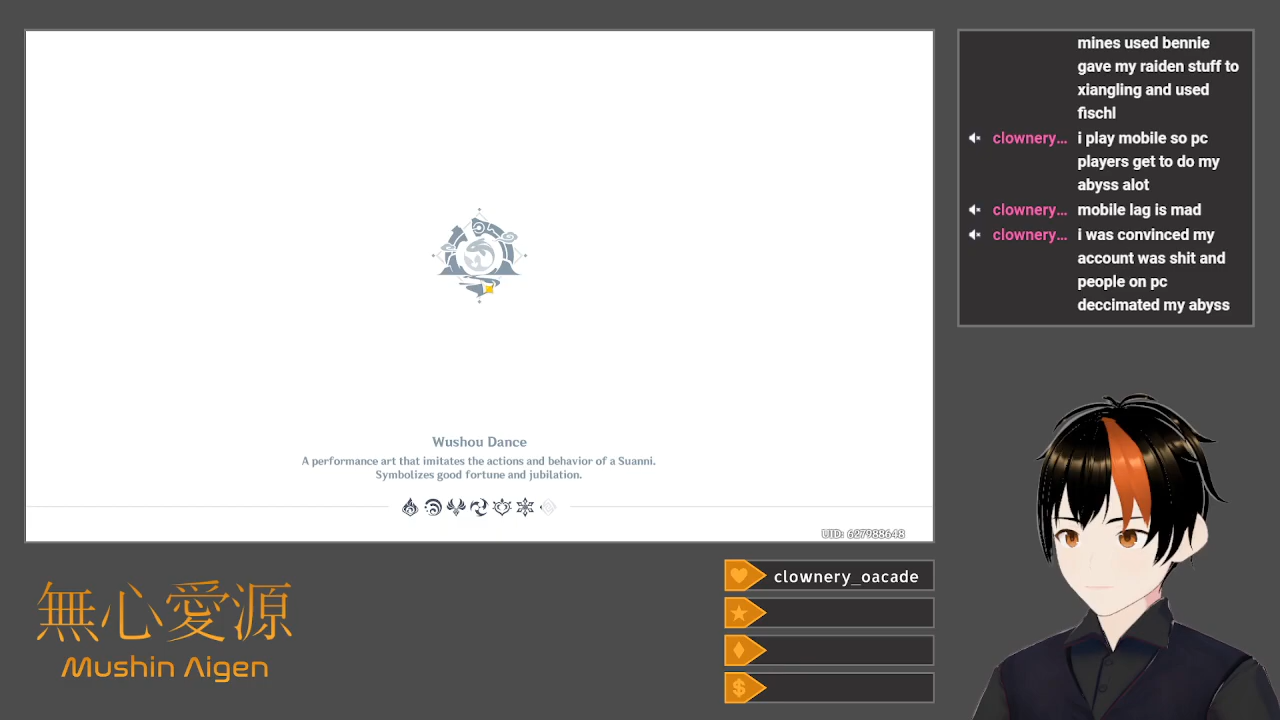 mines used bennie
gave my raiden stuff to
xiangling and used
fischl
clownery... i play mobile so pc
players get to do my
abyss alot
clownery... mobile lag is mad
clownery... i was convinced my
account was shit and
people on pc
deccimated my abyss
Wushou Dance
A performance art that imitates the actions and behavior of a Suanni.
Symbolizes good fortune and jubilation.
UID: 627988648
clownery_oacade
無心愛源
Mushin Aigen